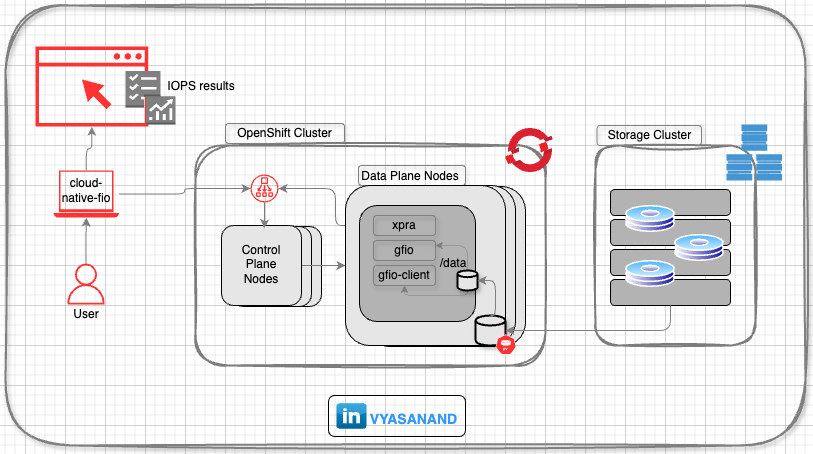 IOPS results
OpenShift Cluster
Storage Cluster
cloud-
native-fio
Data Plane Nodes
xpra
gfio
/data
gfio-client
Control
Plane
Nodes
User
in VYASANAND